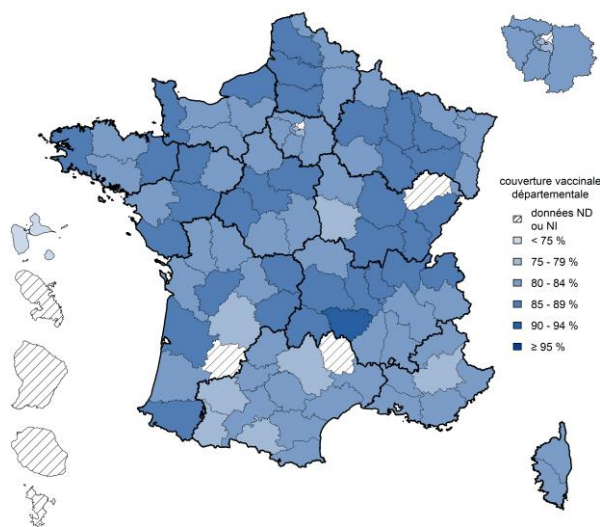 couverture vaccinale
départementale
données ND
ou NI
< 75 %
75 - 79 %
80 - 84 %
85 - 89 %
90 - 94 %
≥ 95 %